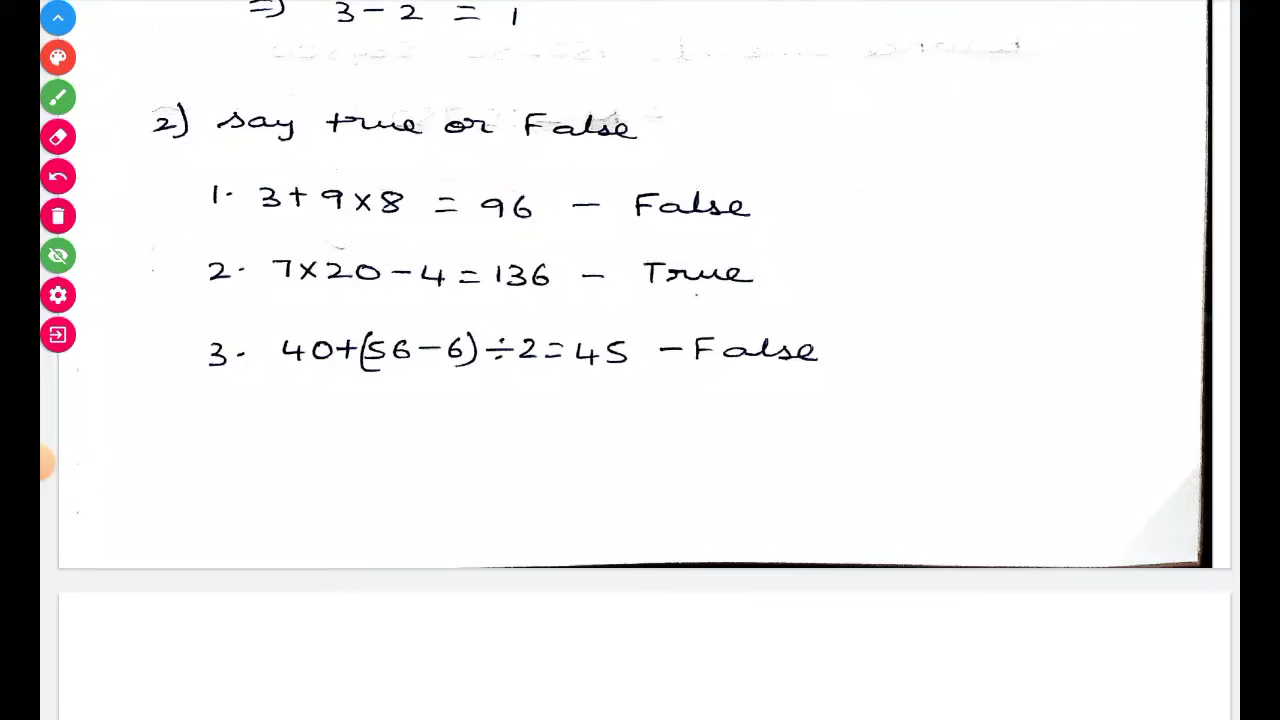 =) 3 - 2 = 1
2) say true or False
1. 3 + 9 × 8 = 96 - False
2. 7 × 20 - 4 = 136 - True
3. 40 + (56 - 6) ÷ 2 = 45 - False